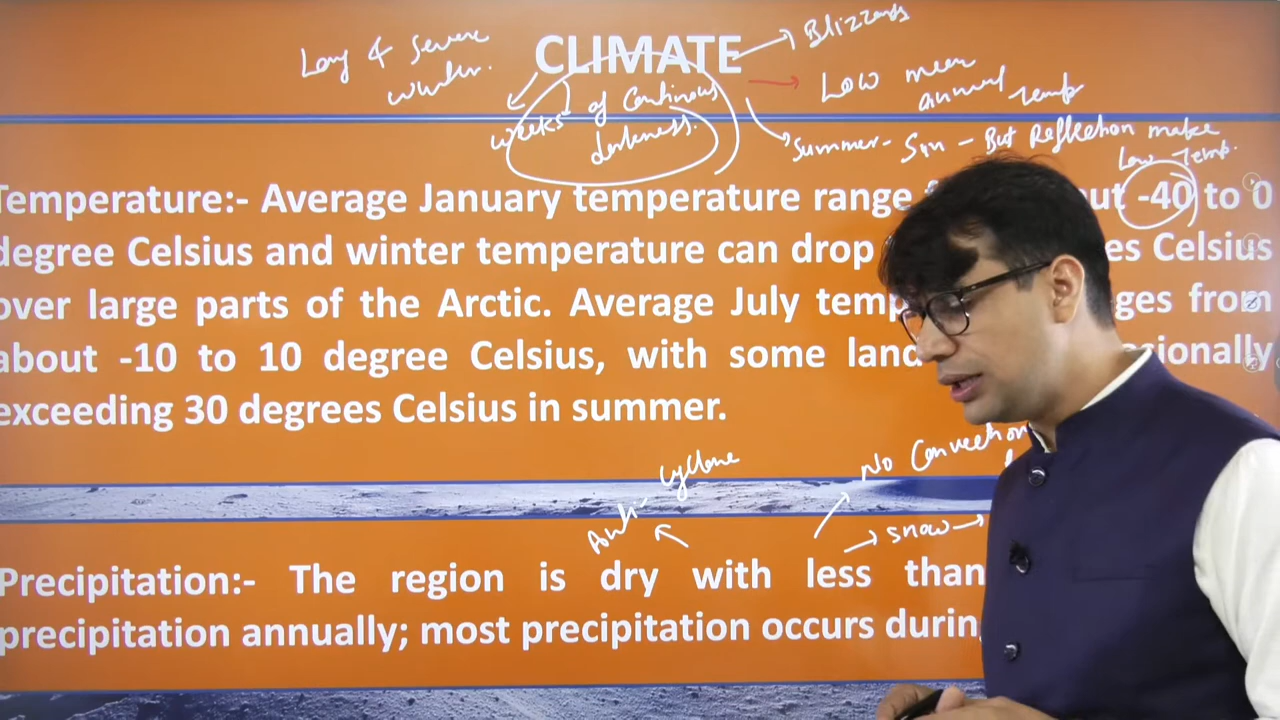 Long & Severe winter.
CLIMATE
Blizzards
Low mean annual temp
weeks of Continous darkness.
Summer- Sun - But Reflection make Low Temp.
Temperature:- Average January temperature range ut -40 to 0
degree Celsius and winter temperature can drop es Celsius
over large parts of the Arctic. Average July temp ges from
about -10 to 10 degree Celsius, with some land sionally
exceeding 30 degrees Celsius in summer.
Anti-cyclone
No Convection
snow
Precipitation:- The region is dry with less than
precipitation annually; most precipitation occurs durin